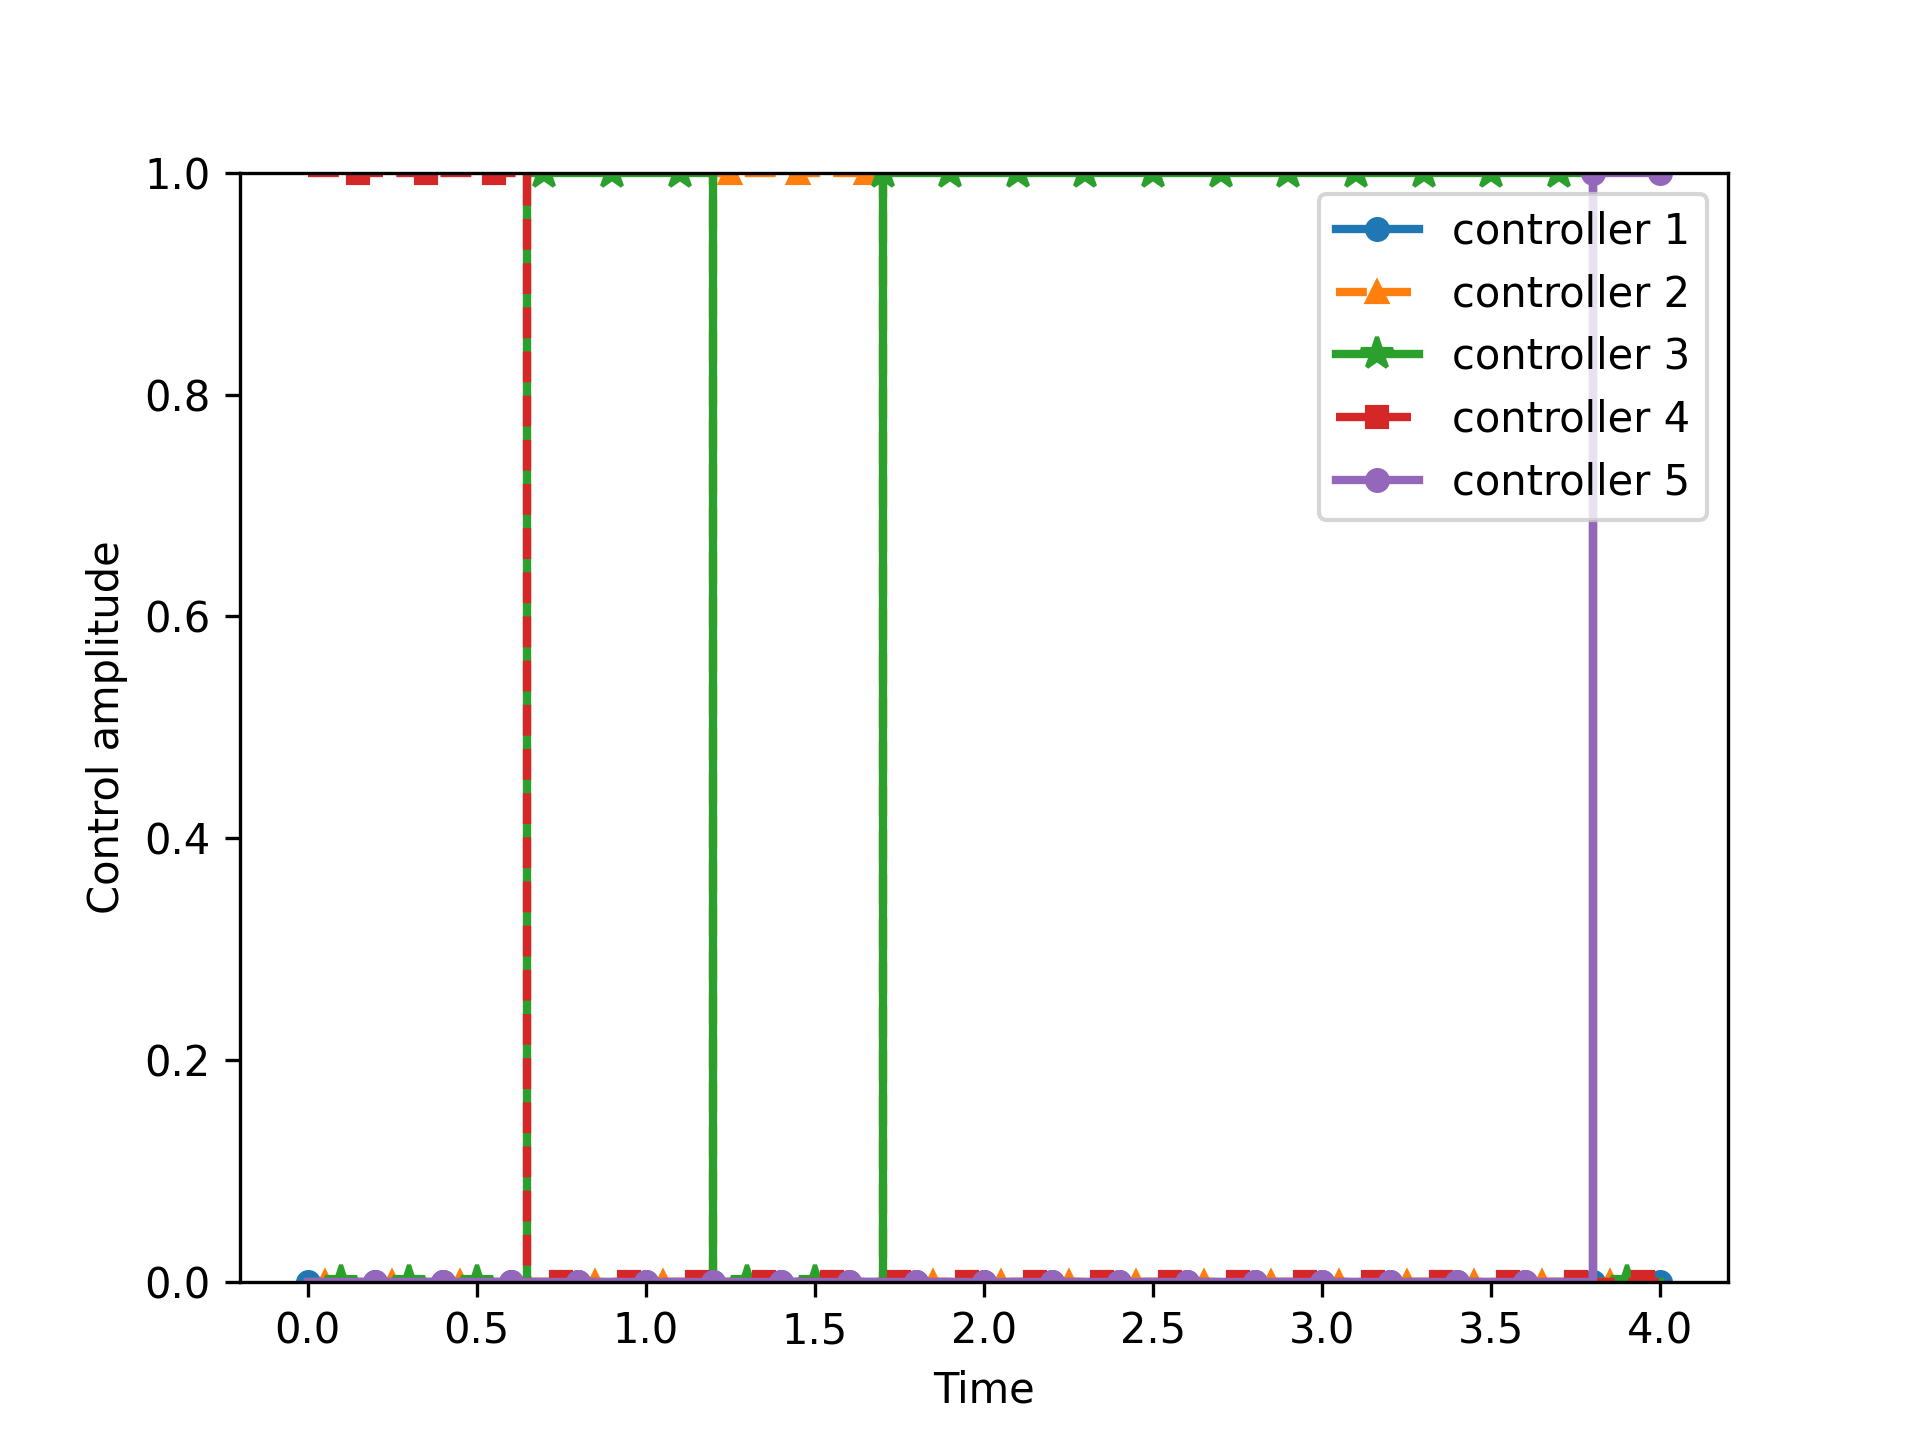 1.0
0.8
0.6
0.4
0.2
0.0
Control amplitude
controller 1
controller 2
controller 3
controller 4
controller 5
0.0 0.5 1.0 1.5 2.0 2.5 3.0 3.5 4.0
Time